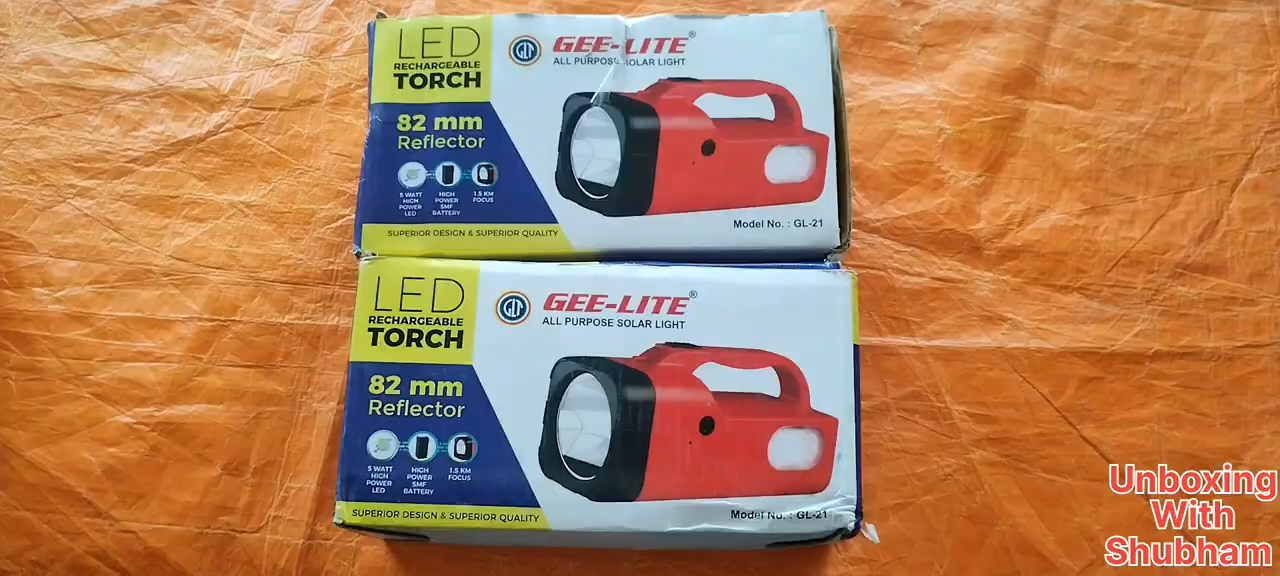 LED
RECHARGEABLE
TORCH
GLT
GEE-LITE®
ALL PURPOSE SOLAR LIGHT
82 mm
Reflector
5 WATT
HIGH
POWER
LED
HIGH
POWER
SMF
BATTERY
1.5 KM
FOCUS
Model No. : GL-21
SUPERIOR DESIGN & SUPERIOR QUALITY
LED
RECHARGEABLE
TORCH
GLT
GEE-LITE®
ALL PURPOSE SOLAR LIGHT
82 mm
Reflector
5 WATT
HIGH
POWER
LED
HIGH
POWER
SMF
BATTERY
1.5 KM
FOCUS
Model No. : GL-21
SUPERIOR DESIGN & SUPERIOR QUALITY
Unboxing
With
Shubham